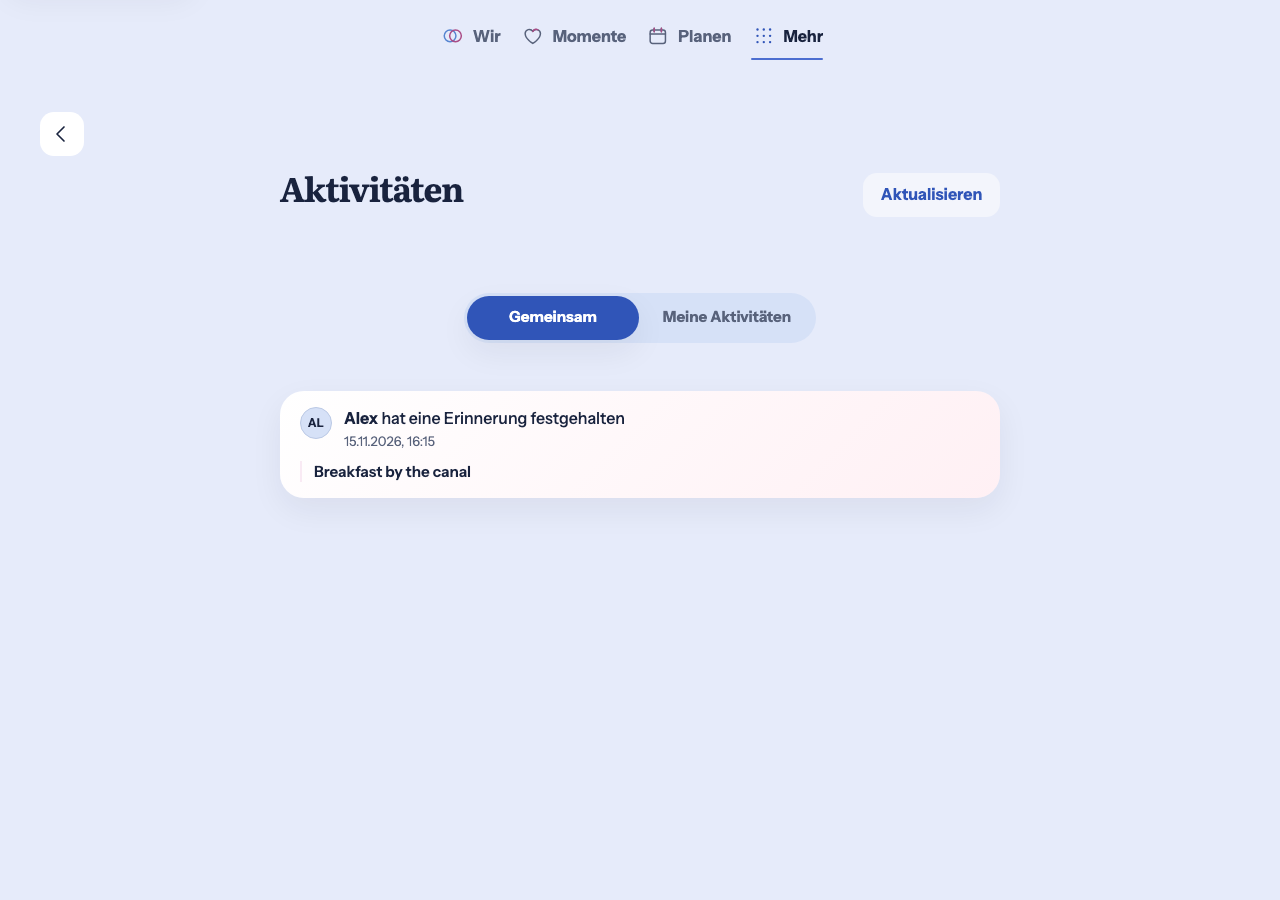 Wir Momente Planen Mehr
Aktivitäten
Aktualisieren
Gemeinsam Meine Aktivitäten
AL
Alex hat eine Erinnerung festgehalten
15.11.2026, 16:15
Breakfast by the canal